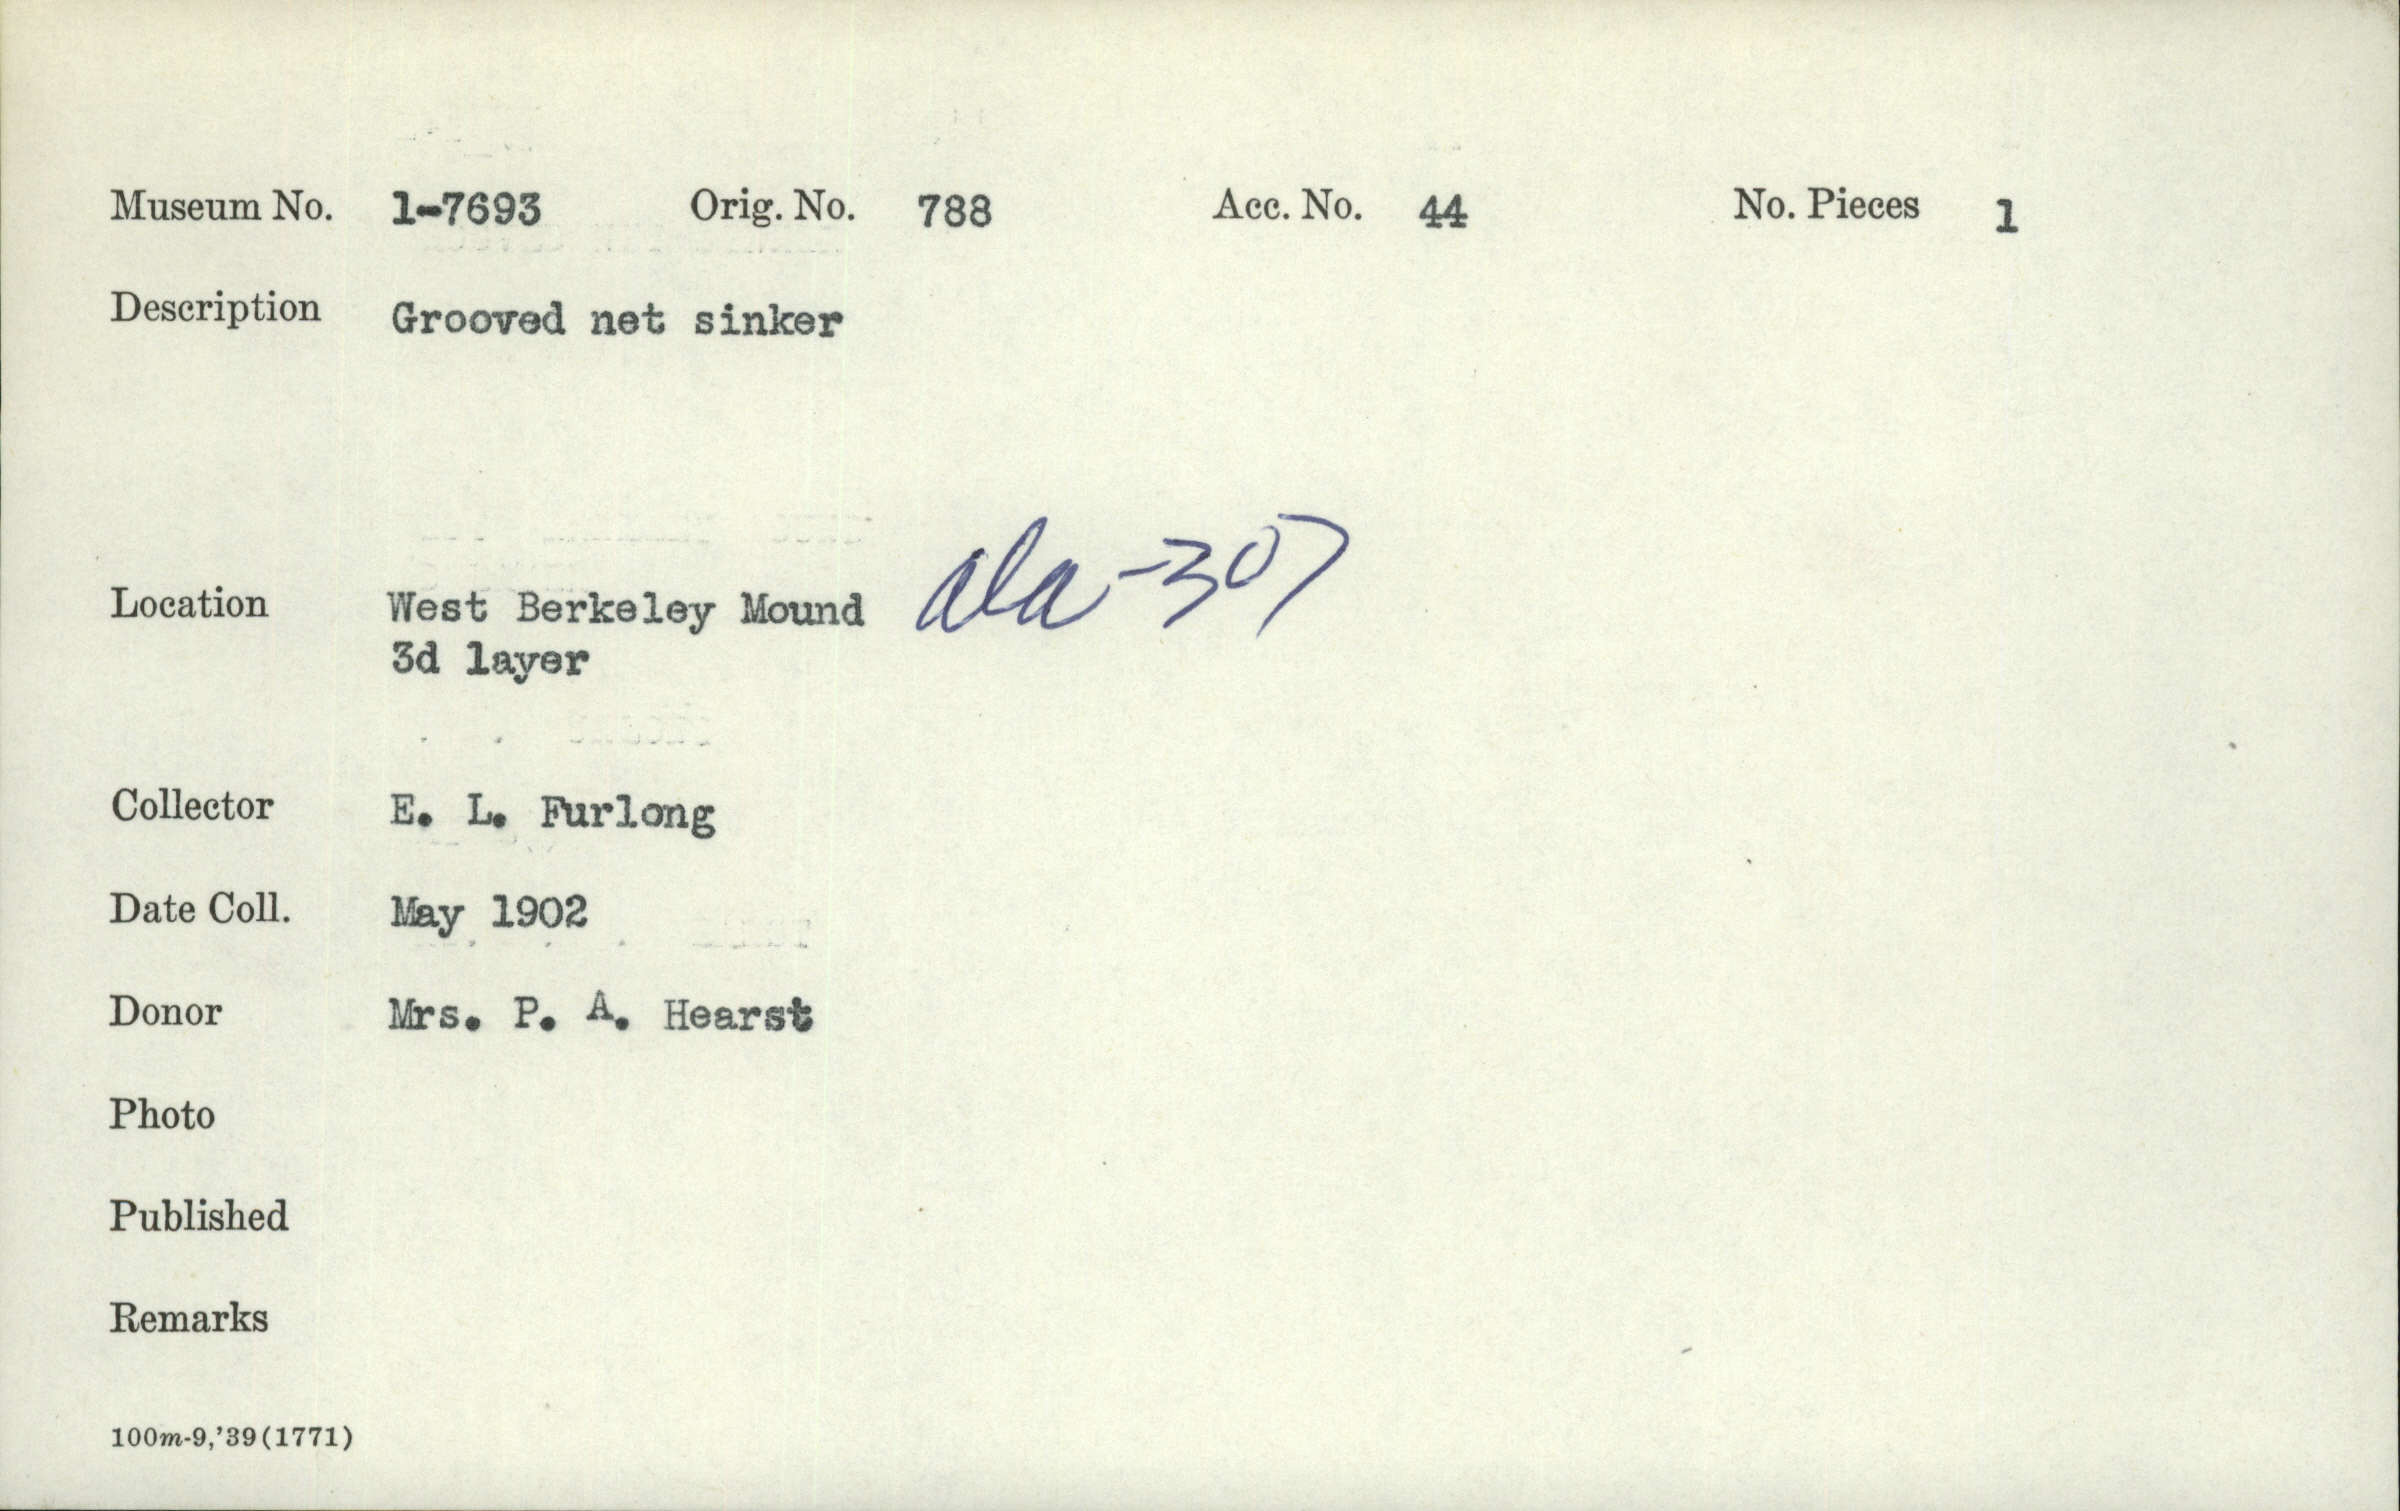 Museum No. 1-7693 Orig. No. 788 Acc. No. 44 No. Pieces 1
Description Grooved net sinker
Location West Berkeley Mound ala-307
3d layer
Collector E. L. Furlong
Date Coll. May 1902
Donor Mrs. P. A. Hearst
Photo
Published
Remarks
100m-9,'39(1771)